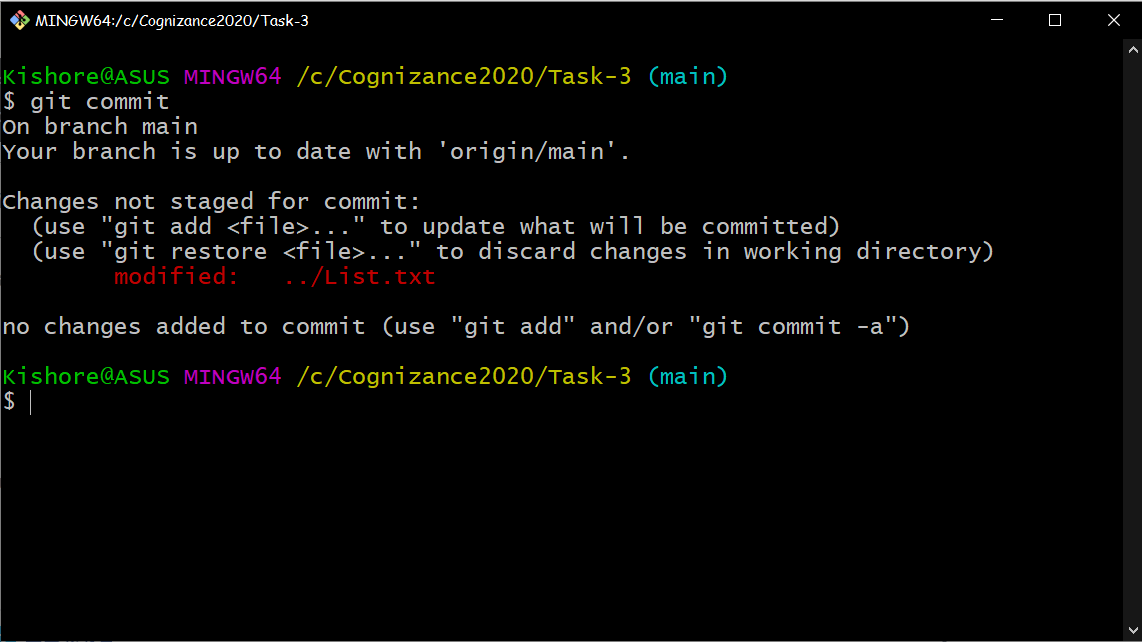 MINGW64:/c/Cognizance2020/Task-3
Kishore@ASUS MINGW64 /c/Cognizance2020/Task-3 (main)
$ git commit
On branch main
Your branch is up to date with 'origin/main'.
Changes not staged for commit:
  (use "git add <file>..." to update what will be committed)
  (use "git restore <file>..." to discard changes in working directory)
        modified:   ../List.txt
no changes added to commit (use "git add" and/or "git commit -a")
Kishore@ASUS MINGW64 /c/Cognizance2020/Task-3 (main)
$